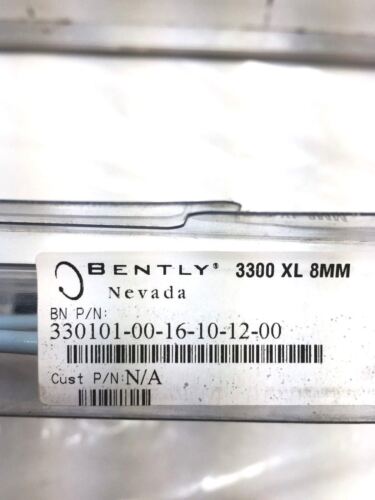 BENTLY® 3300 XL 8MM
Nevada
BN P/N:
330101-00-16-10-12-00
Cust P/N: N/A